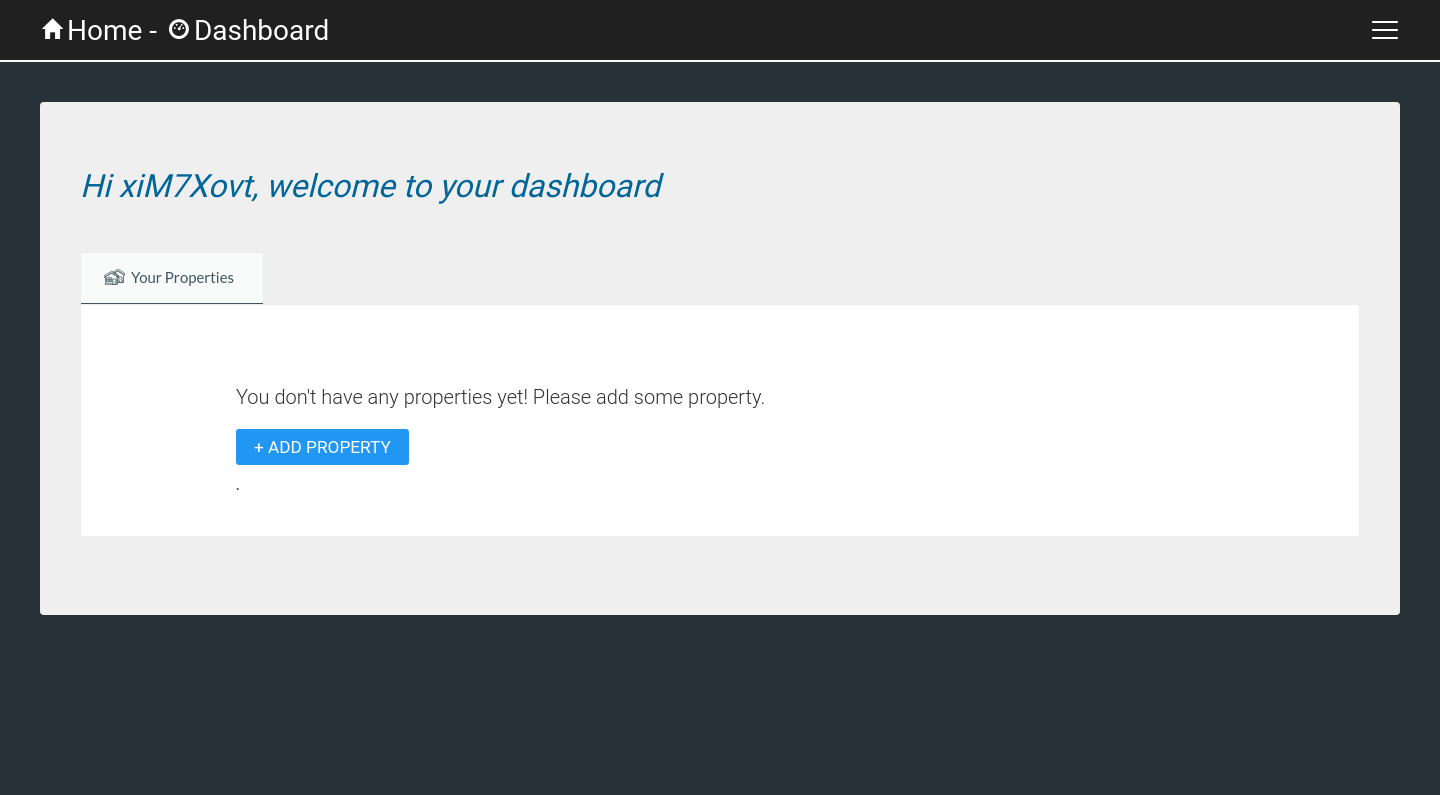 Home - Dashboard
Hi xiM7Xovt, welcome to your dashboard
Your Properties
You don't have any properties yet! Please add some property.
+ ADD PROPERTY
.